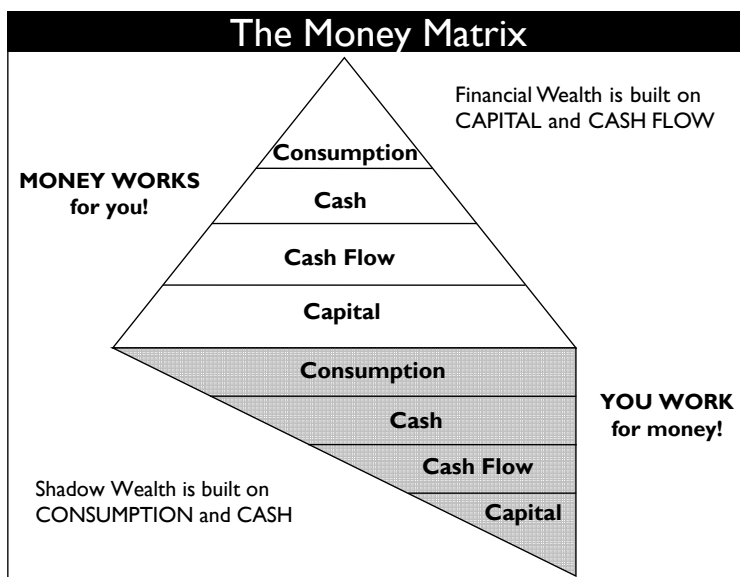 The Money Matrix
Financial Wealth is built on
CAPITAL and CASH FLOW
MONEY WORKS
for you!
Consumption
Cash
Cash Flow
Capital
Consumption
Cash
Cash Flow
Capital
YOU WORK
for money!
Shadow Wealth is built on
CONSUMPTION and CASH